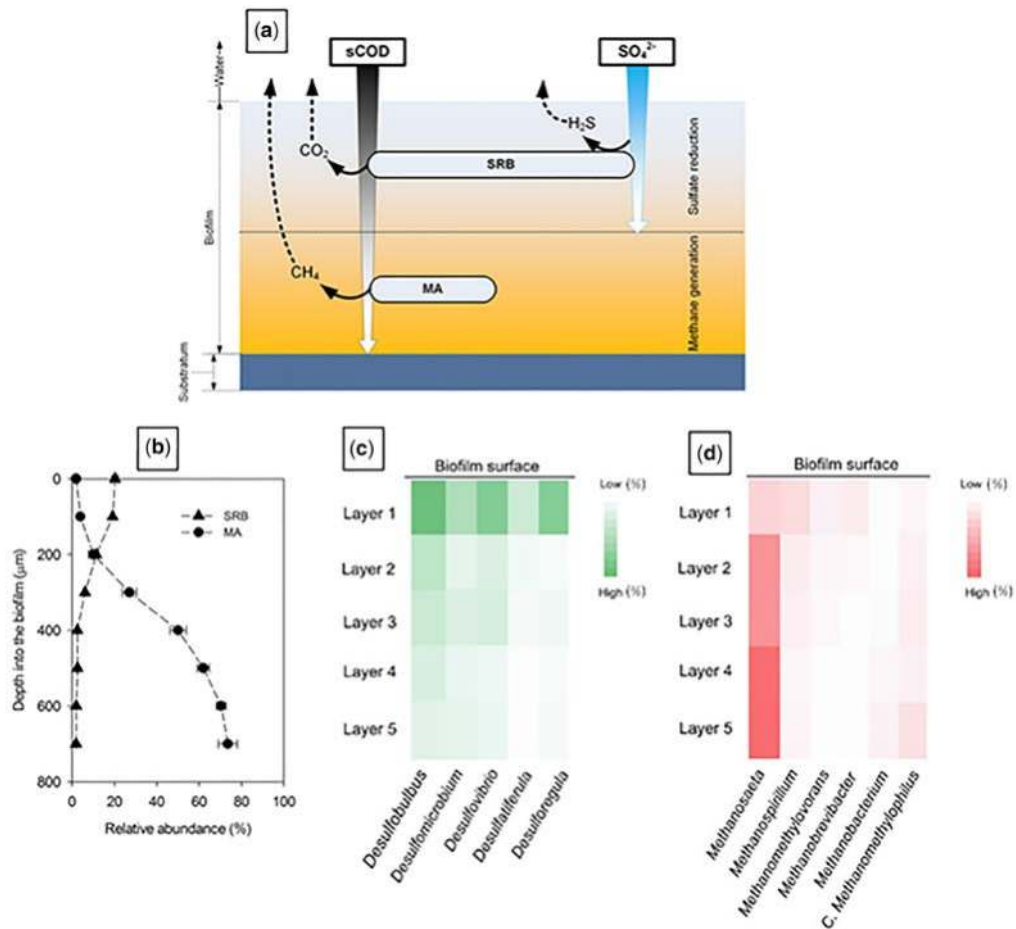 (a)
sCOD
SO₄²⁻
Water
Biofilm
Substratum
H₂S
CO₂
SRB
CH₄
MA
Sulfate reduction
Methane generation
(b)
0
200
400
600
800
Depth into the biofilm (μm)
SRB
MA
0 20 40 60 80 100
Relative abundance (%)
(c)
Biofilm surface
Low (%)
High (%)
Layer 1
Layer 2
Layer 3
Layer 4
Layer 5
Desulfobulbus
Desulfomicrobium
Desulfovibrio
Desulfatiferula
Desulforegula
(d)
Biofilm surface
Low (%)
High (%)
Layer 1
Layer 2
Layer 3
Layer 4
Layer 5
Methanosaeta
Methanospirillum
Methanomethylovorans
Methanobrevibacter
Methanobacterium
C. Methanomethylophilus